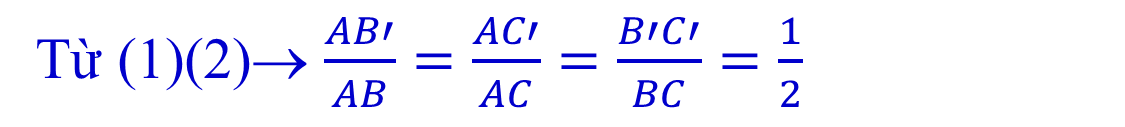 Từ (1)(2)→ AB′/AB = AC′/AC = B′C′/BC = 1/2